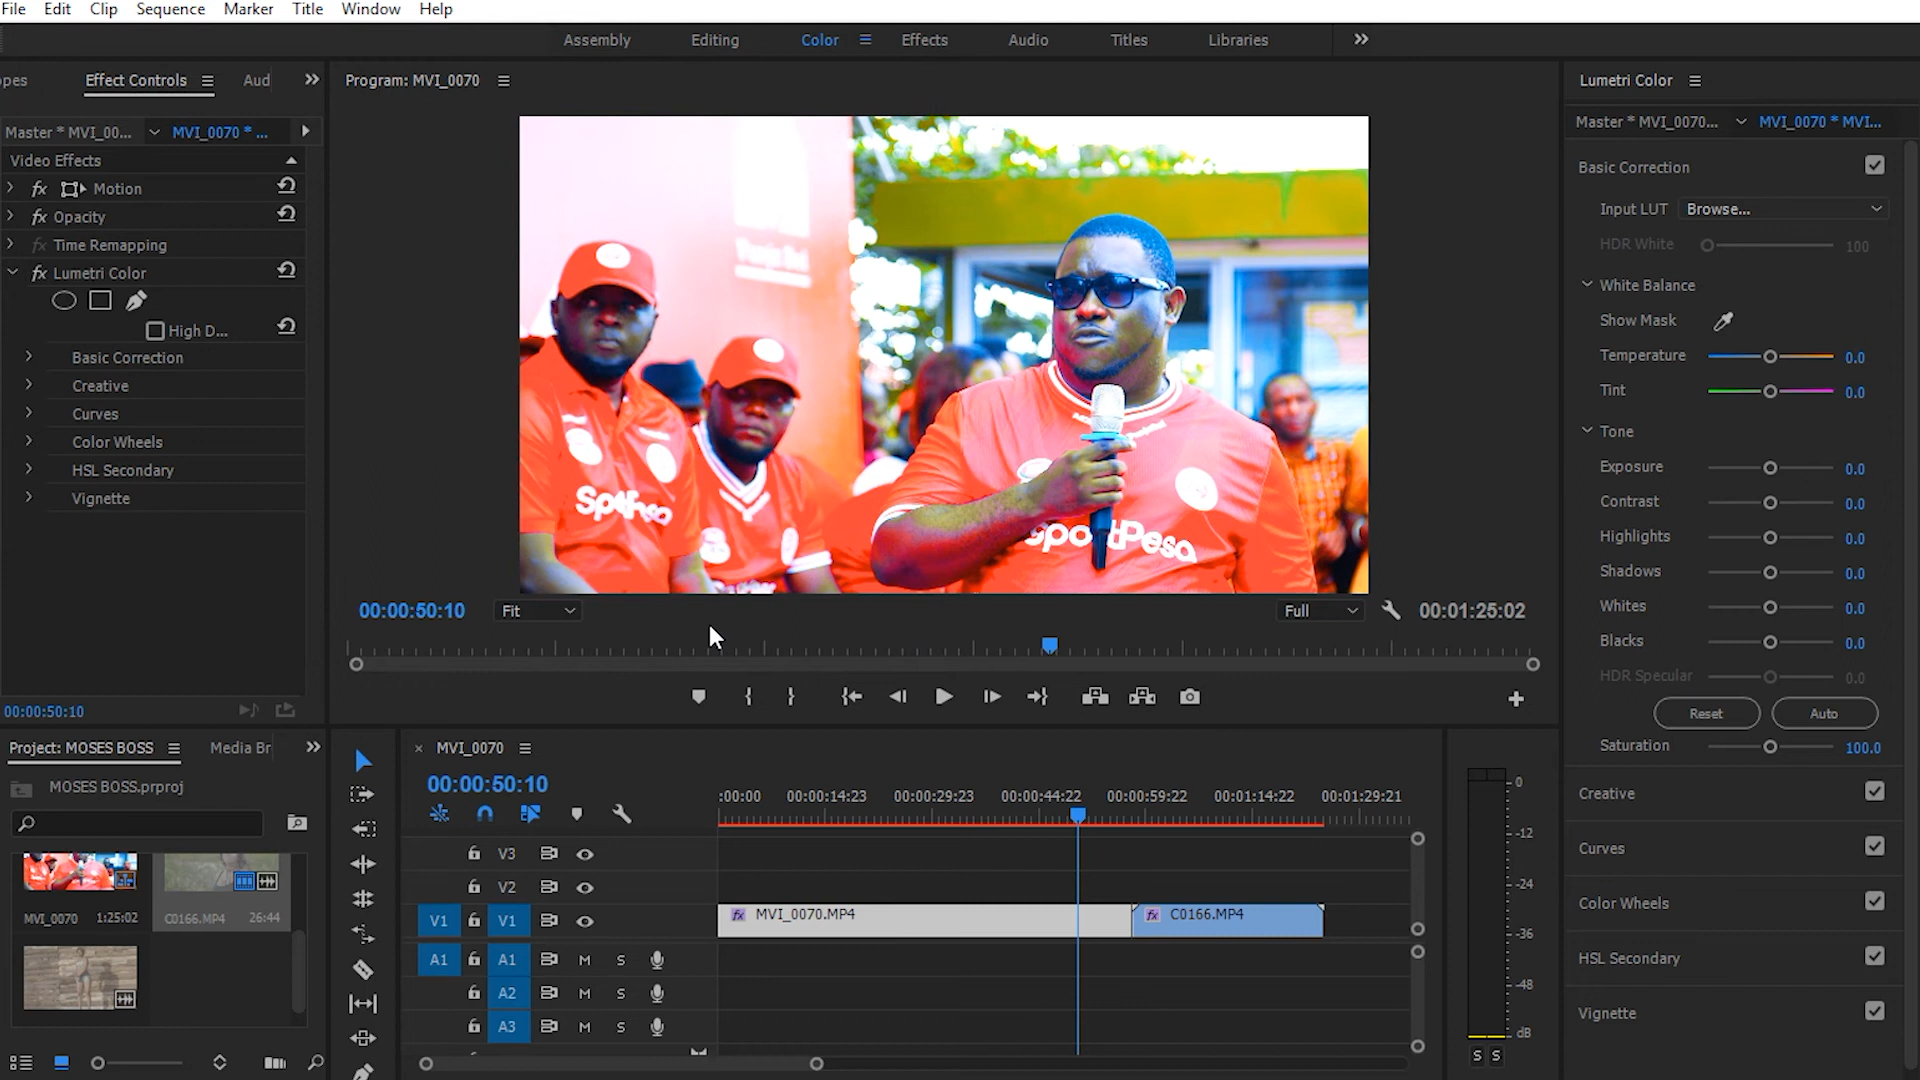 File Edit Clip Sequence Marker Title Window Help
Assembly Editing Color Effects Audio Titles Libraries
opes Effect Controls Aud
Program: MVI_0070
Lumetri Color
Master * MVI_00... MVI_0070 * ...
Master * MVI_0070... MVI_0070 * MVI...
Video Effects
fx Motion
fx Opacity
fx Time Remapping
fx Lumetri Color
High D...
Basic Correction
Creative
Curves
Color Wheels
HSL Secondary
Vignette
00:00:50:10
SportPesa
00:00:50:10 Fit Full 00:01:25:02
Basic Correction
Input LUT Browse...
HDR White 100
White Balance
Show Mask
Temperature 0.0
Tint 0.0
Tone
Exposure 0.0
Contrast 0.0
Highlights 0.0
Shadows 0.0
Whites 0.0
Blacks 0.0
HDR Specular 0.0
Reset Auto
Saturation 100.0
Creative
Curves
Color Wheels
HSL Secondary
Vignette
Project: MOSES BOSS Media Br
MOSES BOSS.prproj
MVI_0070 1:25:02
C0166.MP4 26:44
× MVI_0070
00:00:50:10
:00:00 00:00:14:23 00:00:29:23 00:00:44:22 00:00:59:22 00:01:14:22 00:01:29:21
V3
V2
V1 V1 fx MVI_0070.MP4 fx C0166.MP4
A1 A1 M S
A2 M S
A3 M S
0
-12
-24
-36
-48
dB
S S